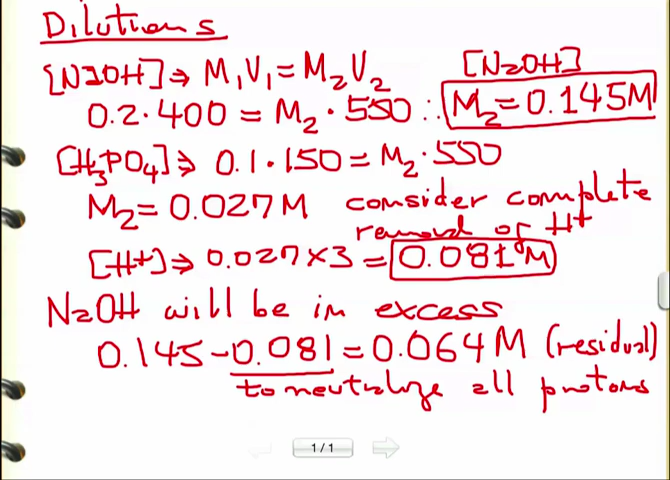 Dilutions
[NaOH] ⇒ M₁V₁ = M₂V₂ [NaOH]
0.2 · 400 = M₂ · 550 ∴ M₂ = 0.145M
[H₃PO₄] ⇒ 0.1 · 150 = M₂ · 550
M₂ = 0.027M consider complete
removal of H⁺
[H⁺] ⇒ 0.027 × 3 = 0.081M
NaOH will be in excess
0.145 - 0.081 = 0.064M (residual)
to neutralize all protons
1/1